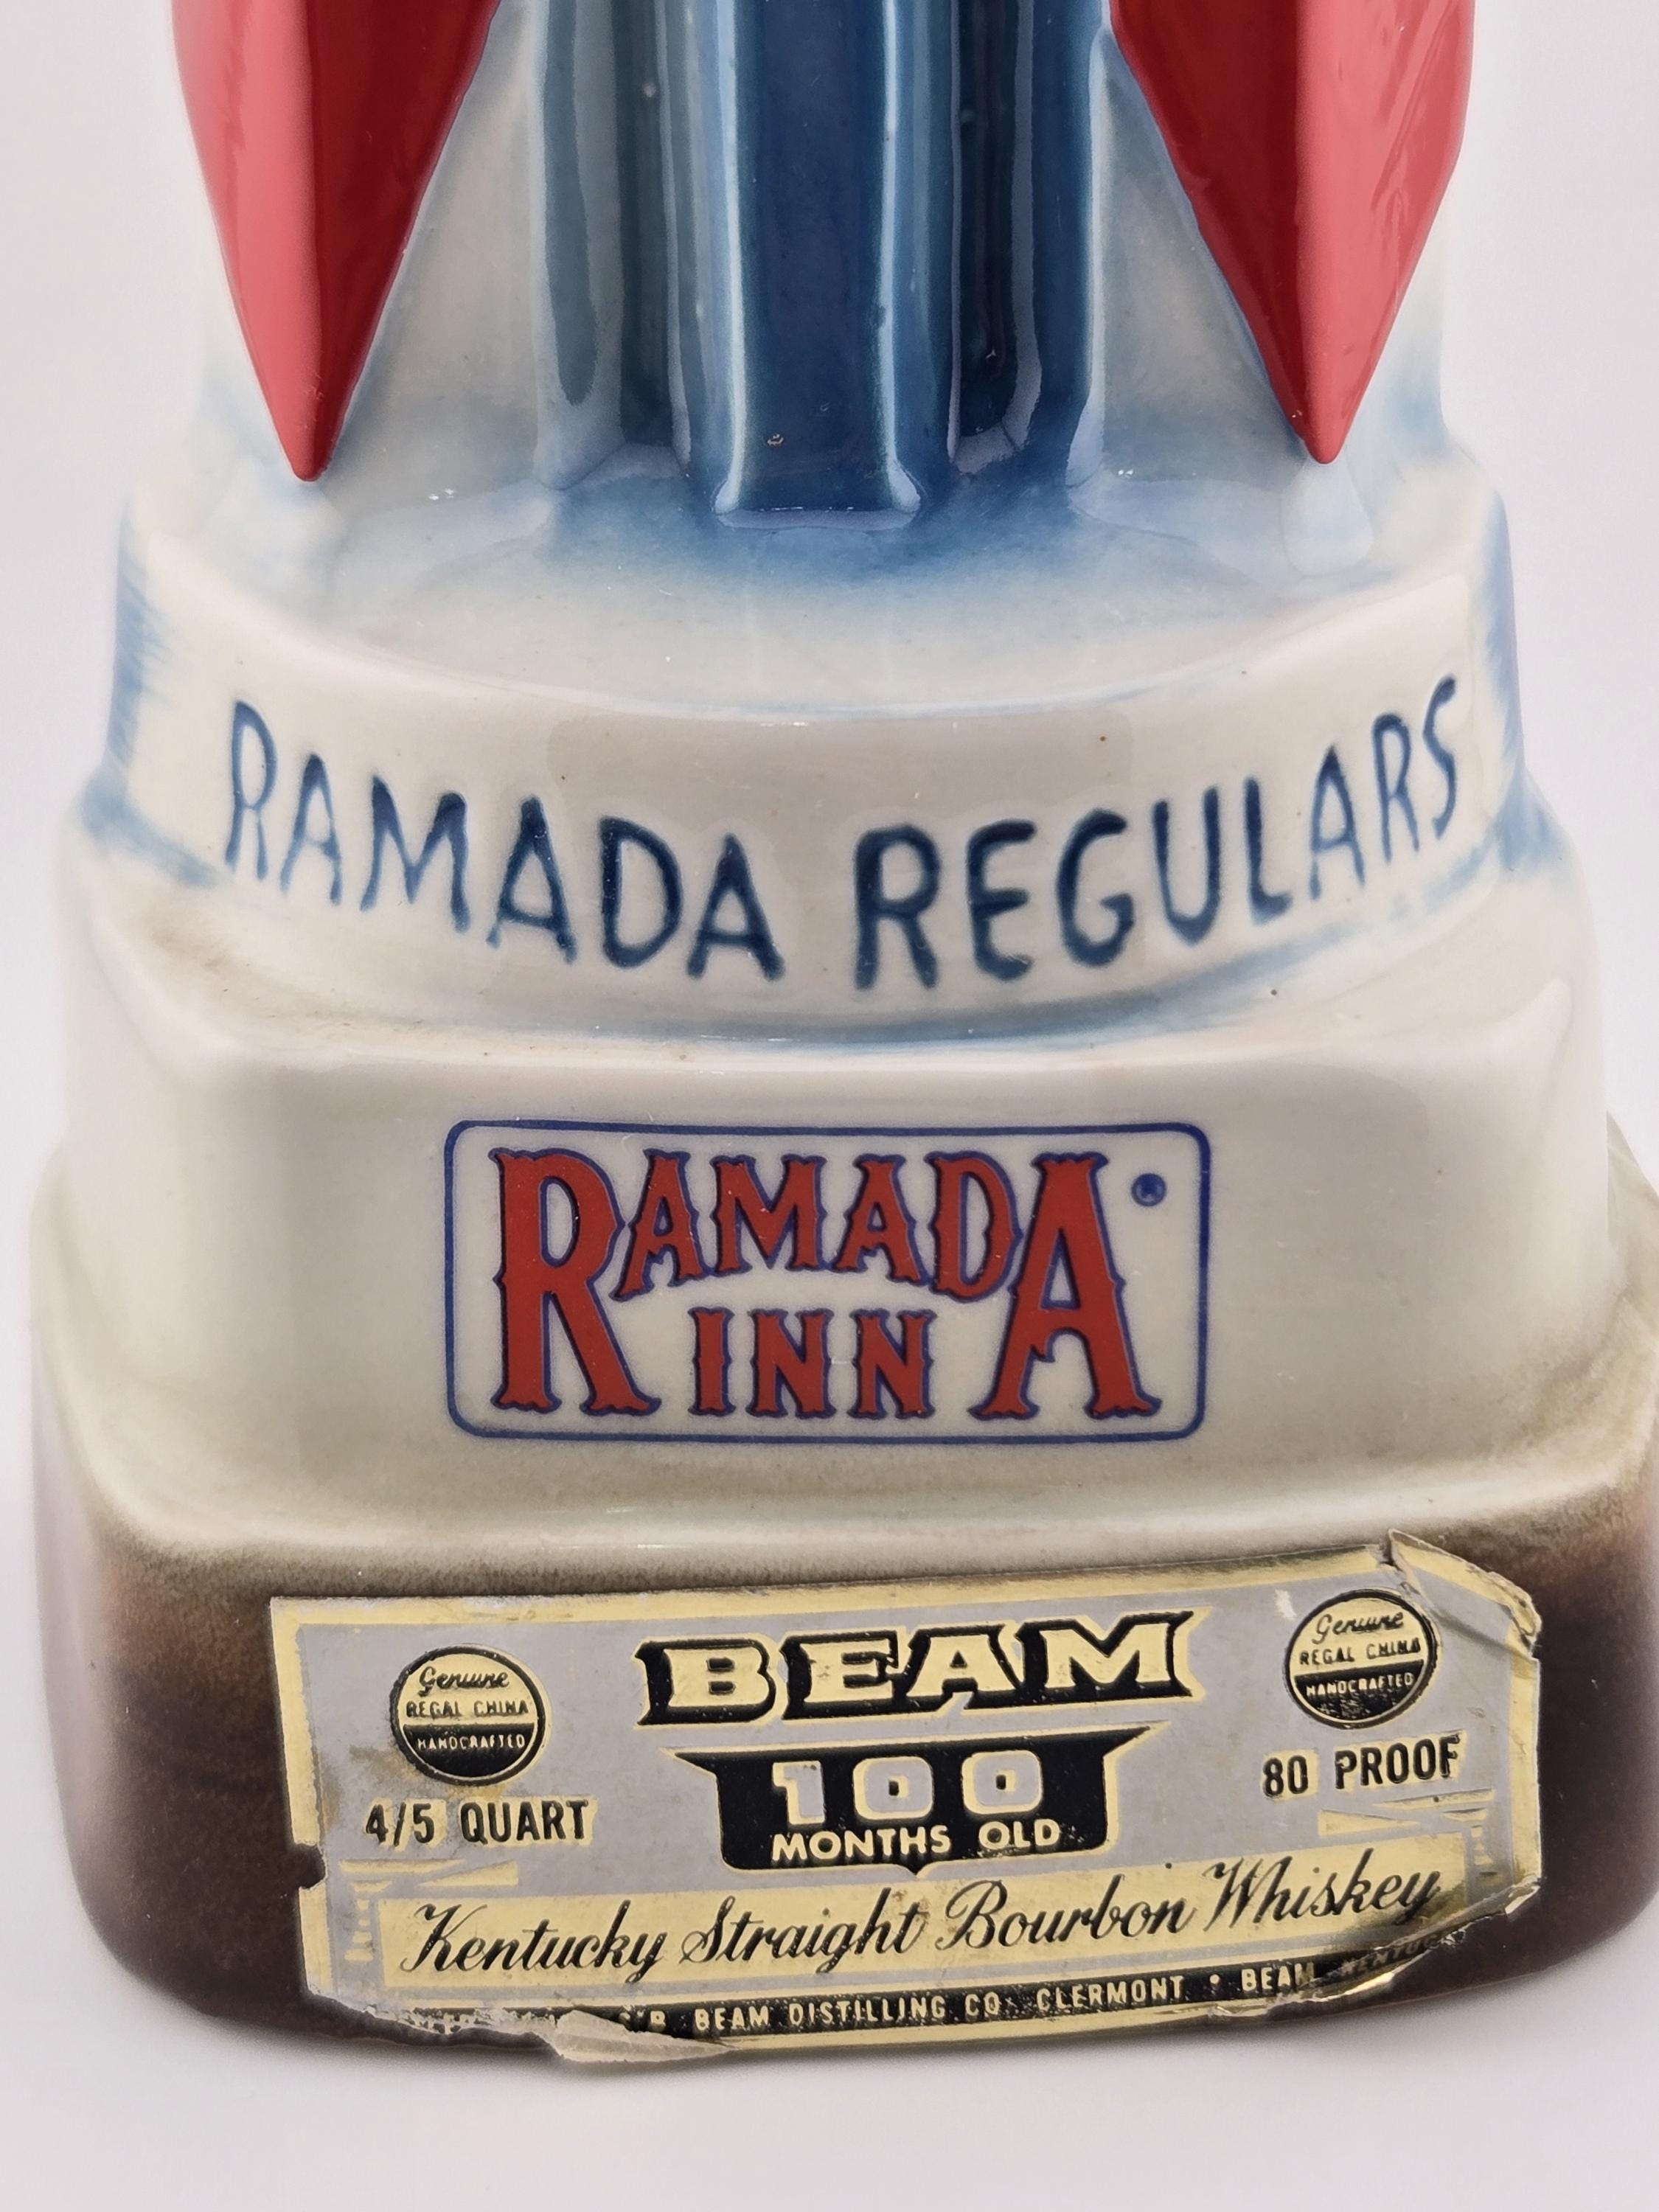 RAMADA REGULARS
RAMADA ®
INN
BEAM
Genuine
REGAL CHINA
HANDCRAFTED
Genuine
REGAL CHINA
HANDCRAFTED
4/5 QUART
100
MONTHS OLD
80 PROOF
Kentucky Straight Bourbon Whiskey
B. BEAM DISTILLING CO. CLERMONT • BEAM KENTUCKY